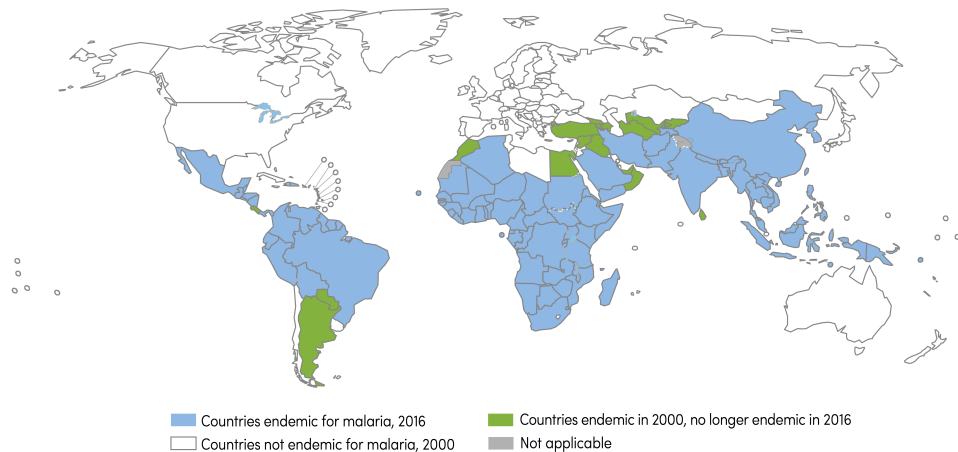 Countries endemic for malaria, 2016
Countries endemic in 2000, no longer endemic in 2016
Countries not endemic for malaria, 2000
Not applicable